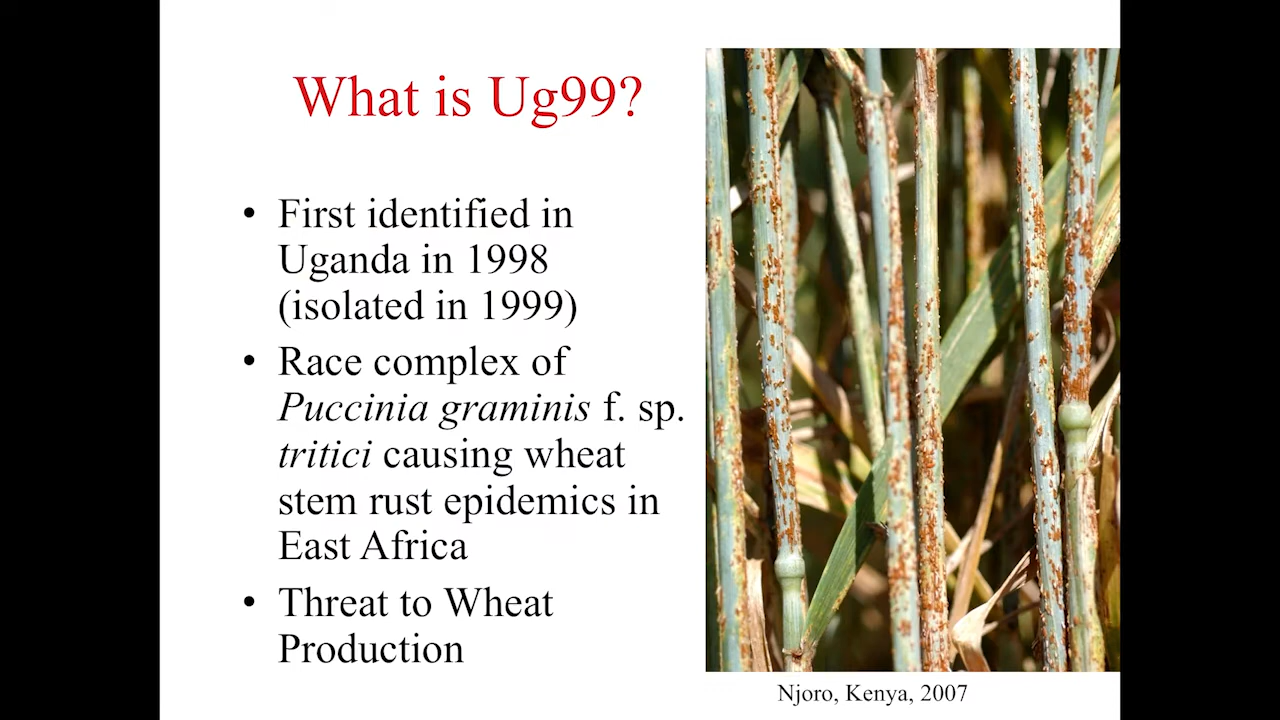 What is Ug99?
• First identified in
Uganda in 1998
(isolated in 1999)
• Race complex of
Puccinia graminis f. sp.
tritici causing wheat
stem rust epidemics in
East Africa
• Threat to Wheat
Production
Njoro, Kenya, 2007